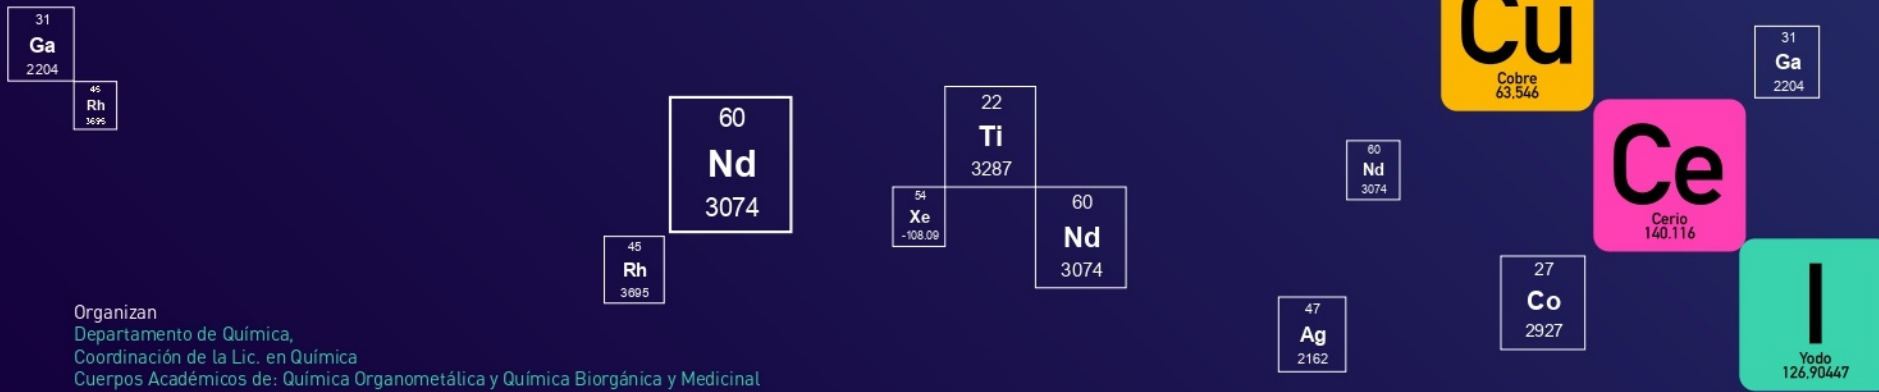 31
Ga
2204
45
Rh
3695
60
Nd
3074
45
Rh
3695
22
Ti
3287
54
Xe
-108.09
60
Nd
3074
60
Nd
3074
47
Ag
2162
27
Co
2927
Cu
Cobre
63,546
31
Ga
2204
Ce
Cerio
140.116
I
Yodo
126,90447
Organizan
Departamento de Química,
Coordinación de la Lic. en Química
Cuerpos Académicos de: Química Organometálica y Química Biorgánica y Medicinal